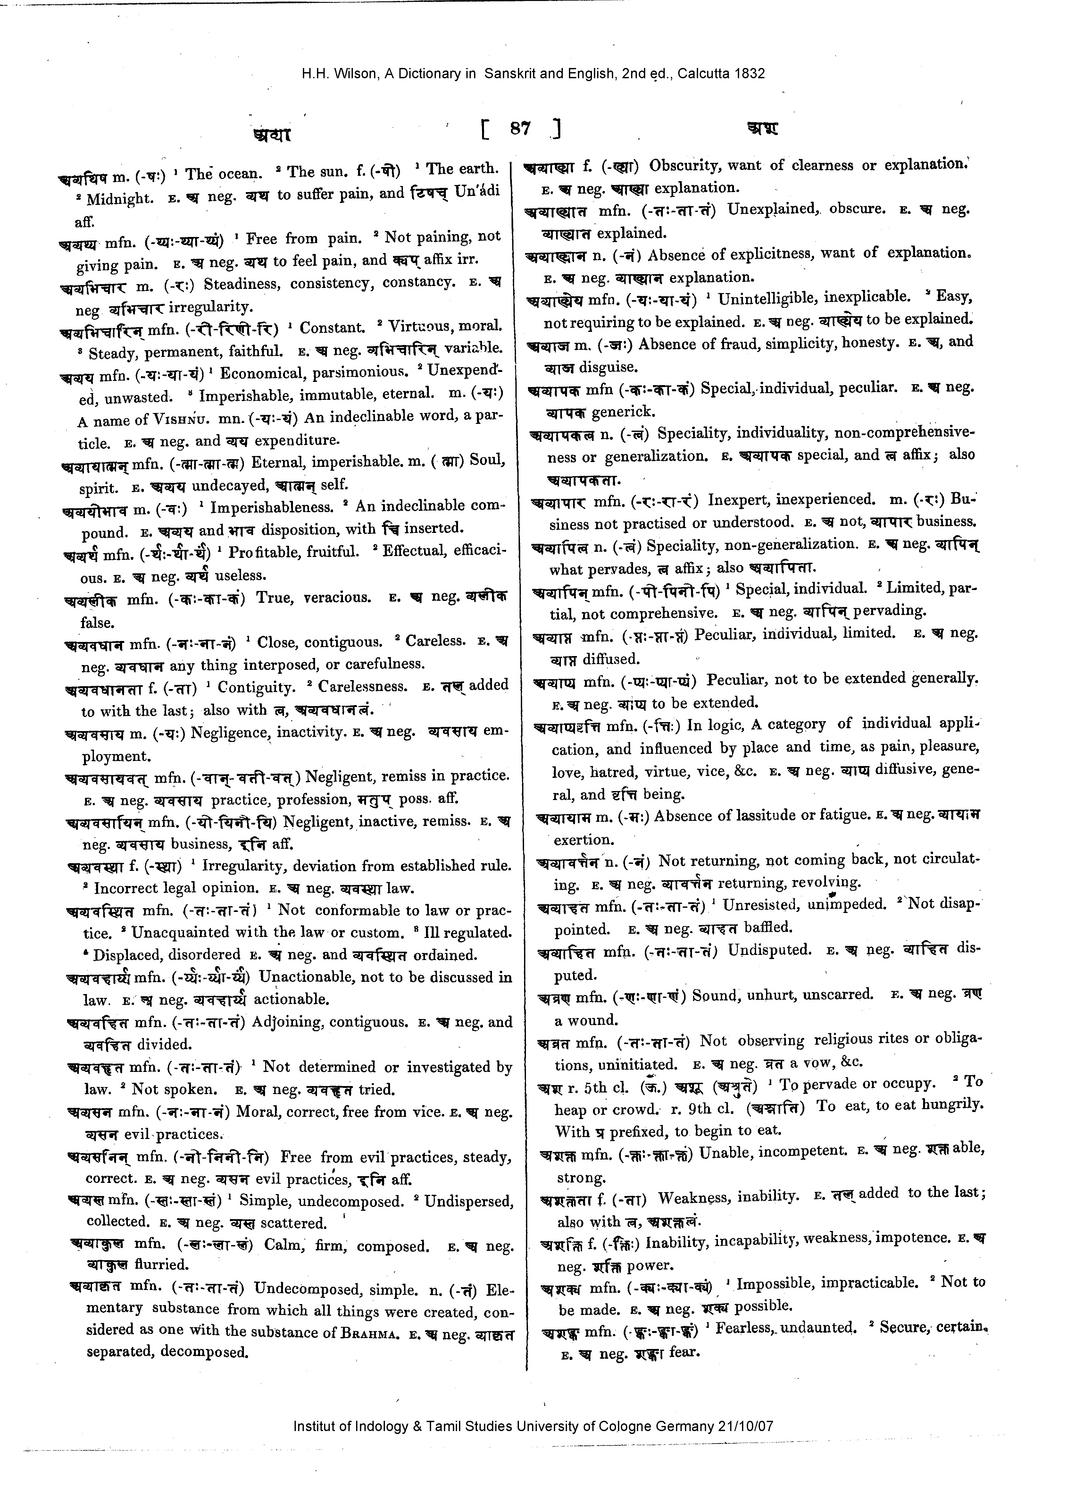 H.H. Wilson, A Dictionary in Sanskrit and English, 2nd ed., Calcutta 1832
अव्या [ 87 ] अश
अव्यथिष m. (-षः) ¹ The ocean. ² The sun. f. (-षी) ¹ The earth.
² Midnight. E. अ neg. व्यथ to suffer pain, and टिषच् Un'ádi
aff.
अव्यथ्य mfn. (-थ्यः-थ्या-थ्यं) ¹ Free from pain. ² Not paining, not
giving pain. E. अ neg. व्यथ to feel pain, and क्यप् affix irr.
अव्यभिचार m. (-रः) Steadiness, consistency, constancy. E. अ
neg व्यभिचार irregularity.
अव्यभिचारिन् mfn. (-री-रिणी-रि) ¹ Constant. ² Virtuous, moral.
³ Steady, permanent, faithful. E. अ neg. व्यभिचारिन् variable.
अव्यय mfn. (-यः-या-यं) ¹ Economical, parsimonious. ² Unexpend-
ed, unwasted. ³ Imperishable, immutable, eternal. m. (-यः)
A name of VISHNU. mn. (-यः-यं) An indeclinable word, a par-
ticle. E. अ neg. and व्यय expenditure.
अव्ययात्मन् mfn. (-त्मा-त्मा-त्म) Eternal, imperishable. m. (त्मा) Soul,
spirit. E. अव्यय undecayed, आत्मन् self.
अव्ययीभाव m. (-वः) ¹ Imperishableness. ² An indeclinable com-
pound. E. अव्यय and भाव disposition, with च्वि inserted.
अव्यर्थ mfn. (-र्थः-र्था-र्थं) ¹ Profitable, fruitful. ² Effectual, efficaci-
ous. E. अ neg. व्यर्थ useless.
अव्यलीक mfn. (-कः-का-कं) True, veracious. E. अ neg. व्यलीक
false.
अव्यवधान mfn. (-नः-ना-नं) ¹ Close, contiguous. ² Careless. E. अ
neg. व्यवधान any thing interposed, or carefulness.
अव्यवधानता f. (-ता) ¹ Contiguity. ² Carelessness. E. तल् added
to with the last; also with त्व, अव्यवधानत्वं.
अव्यवसाय m. (-यः) Negligence, inactivity. E. अ neg. व्यवसाय em-
ployment.
अव्यवसायवत् mfn. (-वान्-वती-वत्) Negligent, remiss in practice.
E. अ neg. व्यवसाय practice, profession, मतुप् poss. aff.
अव्यवसायिन् mfn. (-यी-यिनी-यि) Negligent, inactive, remiss. E. अ
neg. व्यवसाय business, इनि aff.
अव्यवस्था f. (-स्था) ¹ Irregularity, deviation from established rule.
² Incorrect legal opinion. E. अ neg. व्यवस्था law.
अव्यवस्थित mfn. (-तः-ता-तं) ¹ Not conformable to law or prac-
tice. ² Unacquainted with the law or custom. ³ Ill regulated.
⁴ Displaced, disordered E. अ neg. and व्यवस्थित ordained.
अव्यवहार्य्य mfn. (-र्य्यः-र्य्या-र्य्यं) Unactionable, not to be discussed in
law. E. अ neg. व्यवहार्य्य actionable.
अव्यवहित mfn. (-तः-ता-तं) Adjoining, contiguous. E. अ neg. and
व्यवहित divided.
अव्यवहृत mfn. (-तः-ता-तं) ¹ Not determined or investigated by
law. ² Not spoken. E. अ neg. व्यवहृत tried.
अव्यसन mfn. (-नः-ना-नं) Moral, correct, free from vice. E. अ neg.
व्यसन evil practices.
अव्यसनिन् mfn. (-नी-निनी-नि) Free from evil practices, steady,
correct. E. अ neg. व्यसन evil practices, इनि aff.
अव्यस्त mfn. (-स्तः-स्ता-स्तं) ¹ Simple, undecomposed. ² Undispersed,
collected. E. अ neg. व्यस्त scattered.
अव्याकुल mfn. (-लः-ला-लं) Calm, firm, composed. E. अ neg.
व्याकुल flurried.
अव्याकृत mfn. (-तः-ता-तं) Undecomposed, simple. n. (-तं) Ele-
mentary substance from which all things were created, con-
sidered as one with the substance of BRAHMA. E. अ neg. व्याकृत
separated, decomposed.
अव्याख्या f. (-ख्या) Obscurity, want of clearness or explanation.
E. अ neg. व्याख्या explanation.
अव्याख्यात mfn. (-तः-ता-तं) Unexplained, obscure. E. अ neg.
व्याख्यात explained.
अव्याख्यान n. (-नं) Absence of explicitness, want of explanation.
E. अ neg. व्याख्यान explanation.
अव्याख्येय mfn. (-यः-या-यं) ¹ Unintelligible, inexplicable. ² Easy,
not requiring to be explained. E. अ neg. व्याख्येय to be explained.
अव्याज m. (-जः) Absence of fraud, simplicity, honesty. E. अ, and
व्याज disguise.
अव्यापक mfn (-कः-का-कं) Special, individual, peculiar. E. अ neg.
व्यापक generick.
अव्यापकत्व n. (-त्वं) Speciality, individuality, non-comprehensive-
ness or generalization. E. अव्यापक special, and त्व affix; also
अव्यापकता.
अव्यापार mfn. (-रः-रा-रं) Inexpert, inexperienced. m. (-रः) Bu-
siness not practised or understood. E. अ not, व्यापार business.
अव्यापित्व n. (-त्वं) Speciality, non-generalization. E. अ neg. व्यापिन्
what pervades, त्व affix; also अव्यापिता.
अव्यापिन् mfn. (-पी-पिनी-पि) ¹ Special, individual. ² Limited, par-
tial, not comprehensive. E. अ neg. व्यापिन् pervading.
अव्याप्त mfn. (-प्तः-प्ता-प्तं) Peculiar, individual, limited. E. अ neg.
व्याप्त diffused.
अव्याप्य mfn. (-प्यः-प्या-प्यं) Peculiar, not to be extended generally.
E. अ neg. व्याप्य to be extended.
अव्याप्यवृत्ति mfn. (-त्तिः) In logic, A category of individual appli-
cation, and influenced by place and time, as pain, pleasure,
love, hatred, virtue, vice, &c. E. अ neg. व्याप्य diffusive, gene-
ral, and वृत्ति being.
अव्यायाम m. (-मः) Absence of lassitude or fatigue. E. अ neg. व्यायाम
exertion.
अव्यावर्त्तन n. (-नं) Not returning, not coming back, not circulat-
ing. E. अ neg. व्यावर्त्तन returning, revolving.
अव्याहत mfn. (-तः-ता-तं) ¹ Unresisted, unimpeded. ² Not disap-
pointed. E. अ neg. व्याहत baffled.
अव्याहित mfn. (-तः-ता-तं) Undisputed. E. अ neg. व्याहित dis-
puted.
अव्रण mfn. (-णः-णा-णं) Sound, unhurt, unscarred. E. अ neg. व्रण
a wound.
अव्रत mfn. (-तः-ता-तं) Not observing religious rites or obliga-
tions, uninitiated. E. अ neg. व्रत a vow, &c.
अश r. 5th cl. (ऊ.) अशू (अश्नुते) ¹ To pervade or occupy. ² To
heap or crowd. r. 9th cl. (अश्नाति) To eat, to eat hungrily.
With प्र prefixed, to begin to eat.
अशक्त mfn. (-क्तः-क्ता-क्तं) Unable, incompetent. E. अ neg. शक्त able,
strong.
अशक्तता f. (-ता) Weakness, inability. E. तल् added to the last;
also with त्व, अशक्तत्वं.
अशक्ति f. (-क्तिः) Inability, incapability, weakness, impotence. E. अ
neg. शक्ति power.
अशक्य mfn. (-क्यः-क्या-क्यं) ¹ Impossible, impracticable. ² Not to
be made. E. अ neg. शक्य possible.
अशङ्क mfn. (-ङ्कः-ङ्का-ङ्कं) ¹ Fearless, undaunted. ² Secure, certain.
E. अ neg. शङ्का fear.
Institut of Indology & Tamil Studies University of Cologne Germany 21/10/07